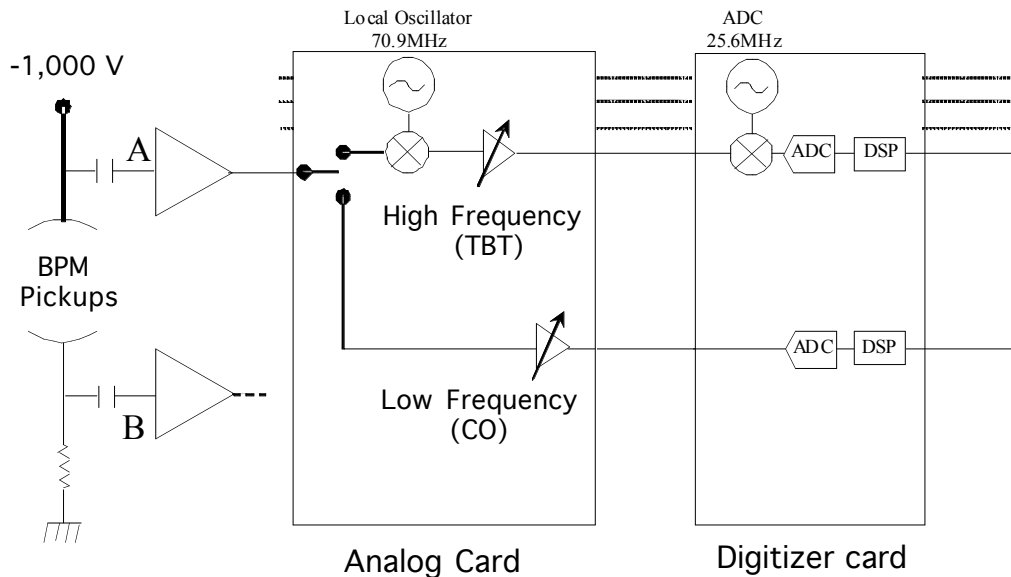 Local Oscillator
70.9MHz
ADC
25.6MHz
-1,000 V
A
ADC
DSP
High Frequency
(TBT)
BPM
Pickups
ADC
DSP
Low Frequency
(CO)
B
Analog Card
Digitizer card